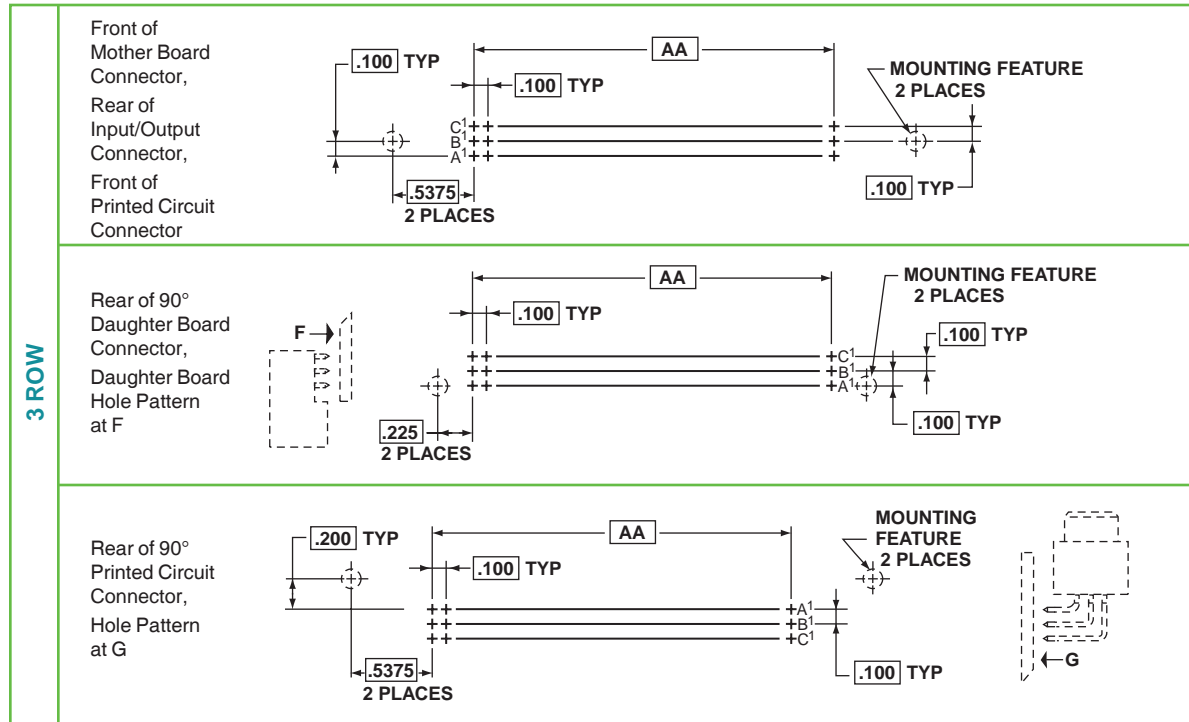 3 ROW
Front of
Mother Board
Connector,
Rear of
Input/Output
Connector,
Front of
Printed Circuit
Connector
.100 TYP
.100 TYP
AA
MOUNTING FEATURE
2 PLACES
C1
B1
A1
.5375
2 PLACES
.100 TYP
Rear of 90°
Daughter Board
Connector,
Daughter Board
Hole Pattern
at F
F
.100 TYP
AA
MOUNTING FEATURE
2 PLACES
.100 TYP
C1
B1
A1
.225
2 PLACES
.100 TYP
Rear of 90°
Printed Circuit
Connector,
Hole Pattern
at G
.200 TYP
.100 TYP
AA
MOUNTING
FEATURE
2 PLACES
A1
B1
C1
.5375
2 PLACES
.100 TYP
G